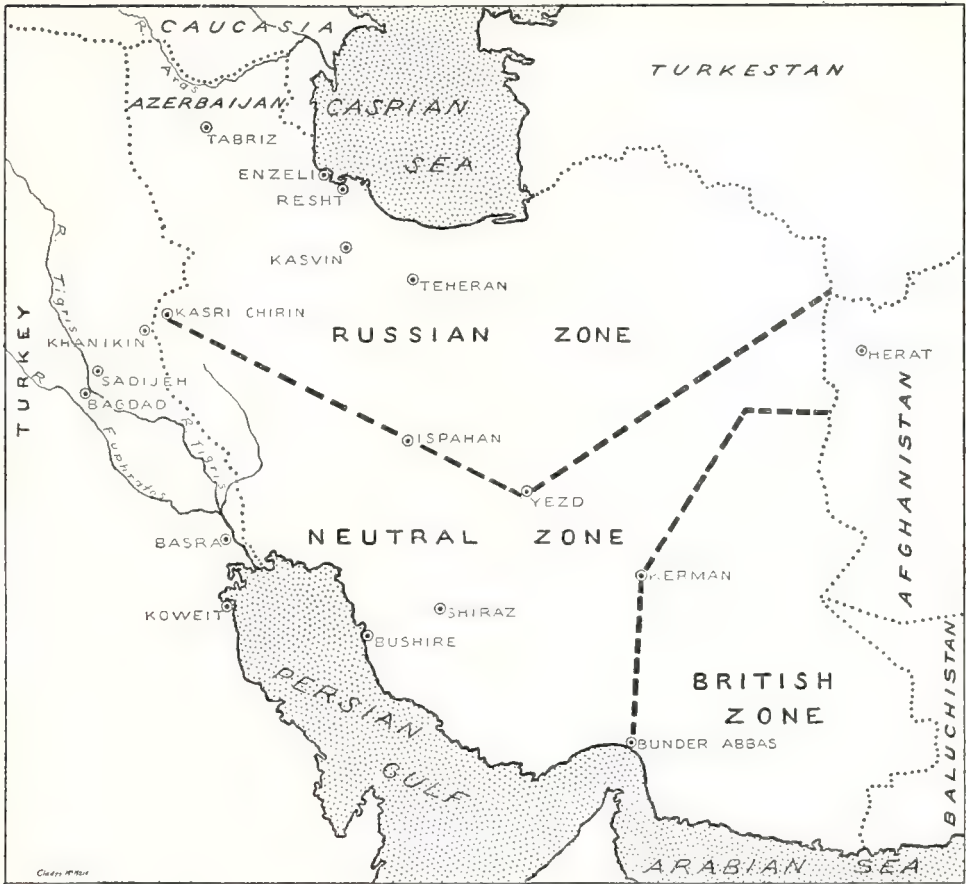 CAUCASIA
R. Aras
TURKESTAN
AZERBAIJAN
CASPIAN
SEA
TABRIZ
ENZELI
RESHT
KASVIN
TEHERAN
R. Tigris
KASRI CHIRIN
KHANIKIN
RUSSIAN ZONE
HERAT
TURKEY
SADIJEH
BAGDAD
R. Euphrates
R. Tigris
ISPAHAN
YEZD
AFGHANISTAN
BASRA
NEUTRAL ZONE
KERMAN
KOWEIT
SHIRAZ
BUSHIRE
PERSIAN
GULF
BRITISH
ZONE
BUNDER ABBAS
BALUCHISTAN
ARABIAN SEA